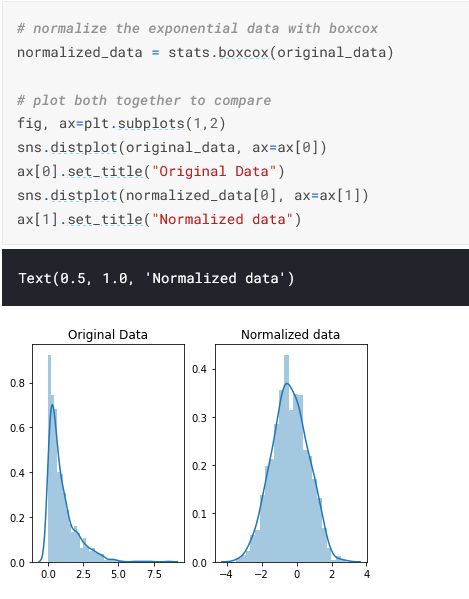 # normalize the exponential data with boxcox
normalized_data = stats.boxcox(original_data)
# plot both together to compare
fig, ax=plt.subplots(1,2)
sns.distplot(original_data, ax=ax[0])
ax[0].set_title("Original Data")
sns.distplot(normalized_data[0], ax=ax[1])
ax[1].set_title("Normalized data")
Text(0.5, 1.0, 'Normalized data')
Original Data
0.8
0.6
0.4
0.2
0.0
0.0 2.5 5.0 7.5
Normalized data
0.4
0.3
0.2
0.1
0.0
−4 −2 0 2 4